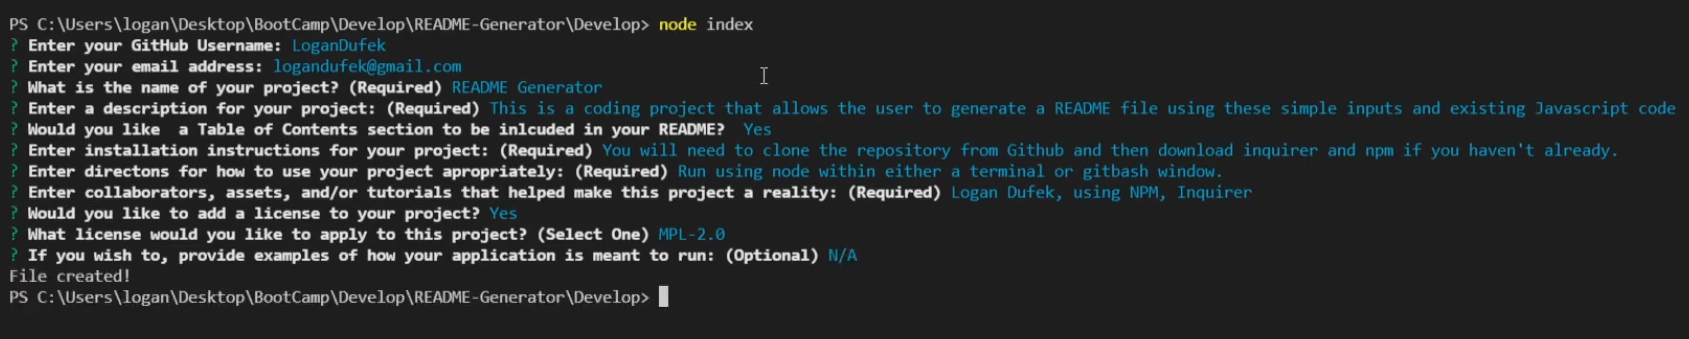 PS C:\Users\logan\Desktop\BootCamp\Develop\README-Generator\Develop> node index
? Enter your GitHub Username: LoganDufek
? Enter your email address: logandufek@gmail.com
? What is the name of your project? (Required) README Generator
? Enter a description for your project: (Required) This is a coding project that allows the user to generate a README file using these simple inputs and existing Javascript code
? Would you like  a Table of Contents section to be inlcuded in your README?  Yes
? Enter installation instructions for your project: (Required) You will need to clone the repository from Github and then download inquirer and npm if you haven't already.
? Enter directons for how to use your project apropriately: (Required) Run using node within either a terminal or gitbash window.
? Enter collaborators, assets, and/or tutorials that helped make this project a reality: (Required) Logan Dufek, using NPM, Inquirer
? Would you like to add a license to your project? Yes
? What license would you like to apply to this project? (Select One) MPL-2.0
? If you wish to, provide examples of how your application is meant to run: (Optional) N/A
File created!
PS C:\Users\logan\Desktop\BootCamp\Develop\README-Generator\Develop>